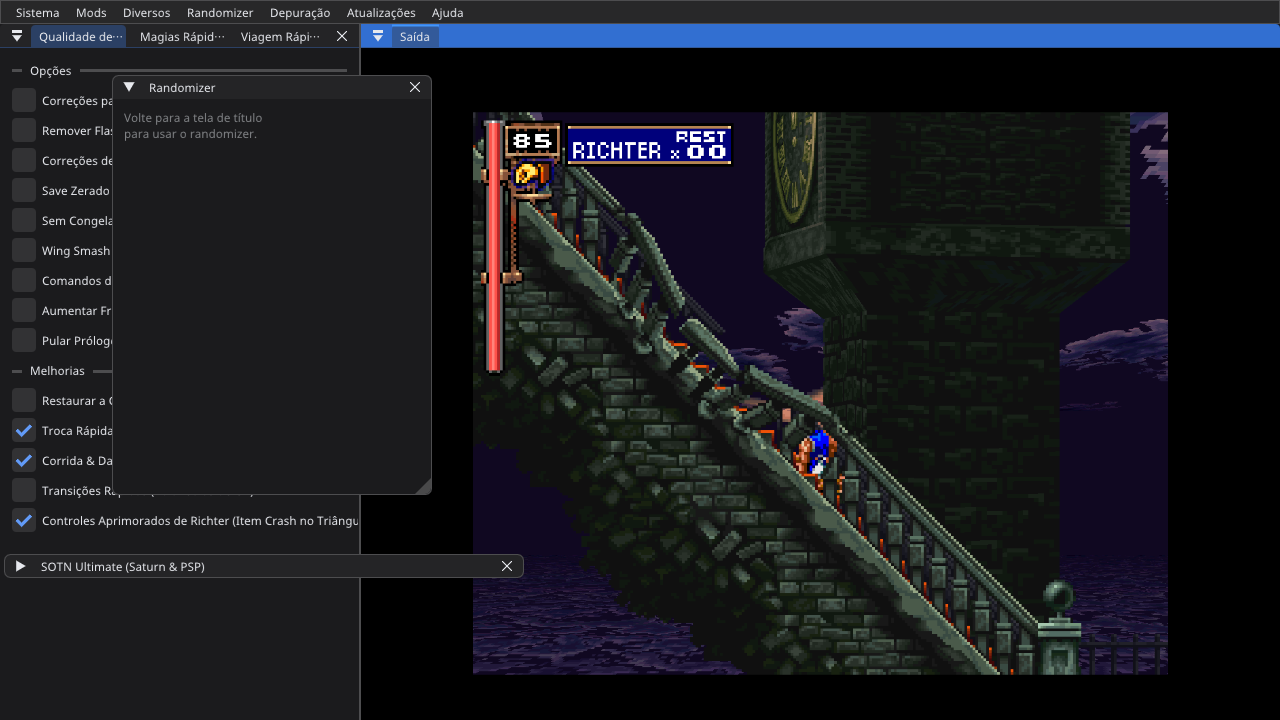 Sistema Mods Diversos Randomizer Depuração Atualizações Ajuda
Qualidade de··· Magias Rápid··· Viagem Rápi···
Saída
Opções
Correções pa
Remover Flas
Correções de
Save Zerado
Sem Congela
Wing Smash
Comandos d
Aumentar Fr
Pular Prólogo
Melhorias
Restaurar a C
Troca Rápida
Corrida & Da
Transições Ráp
Controles Aprimorados de Richter (Item Crash no Triângu
Randomizer
Volte para a tela de título
para usar o randomizer.
SOTN Ultimate (Saturn & PSP)
85
REST
RICHTER x 00